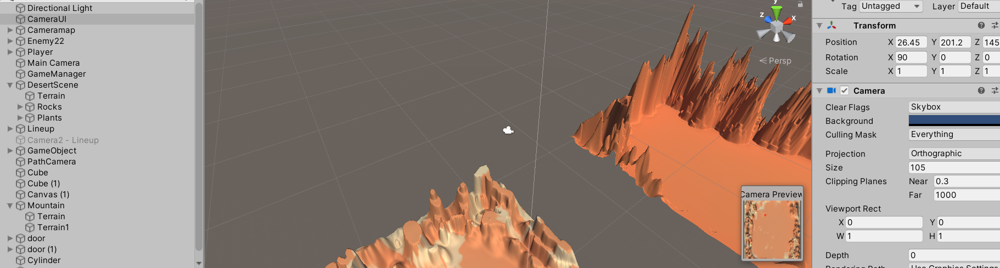 Directional Light
CameraUI
Cameramap
Enemy22
Player
Main Camera
GameManager
DesertScene
Terrain
Rocks
Plants
Lineup
Camera2 - Lineup
GameObject
PathCamera
Cube
Cube (1)
Canvas (1)
Mountain
Terrain
Terrain1
door
door (1)
Cylinder
y
z
x
Persp
Camera Preview
Tag Untagged Layer Default
Transform
Position X 26.45 Y 201.2 Z 145
Rotation X 90 Y 0 Z 0
Scale X 1 Y 1 Z 1
Camera
Clear Flags Skybox
Background
Culling Mask Everything
Projection Orthographic
Size 105
Clipping Planes Near 0.3
Far 1000
Viewport Rect
X 0 Y 0
W 1 H 1
Depth 0